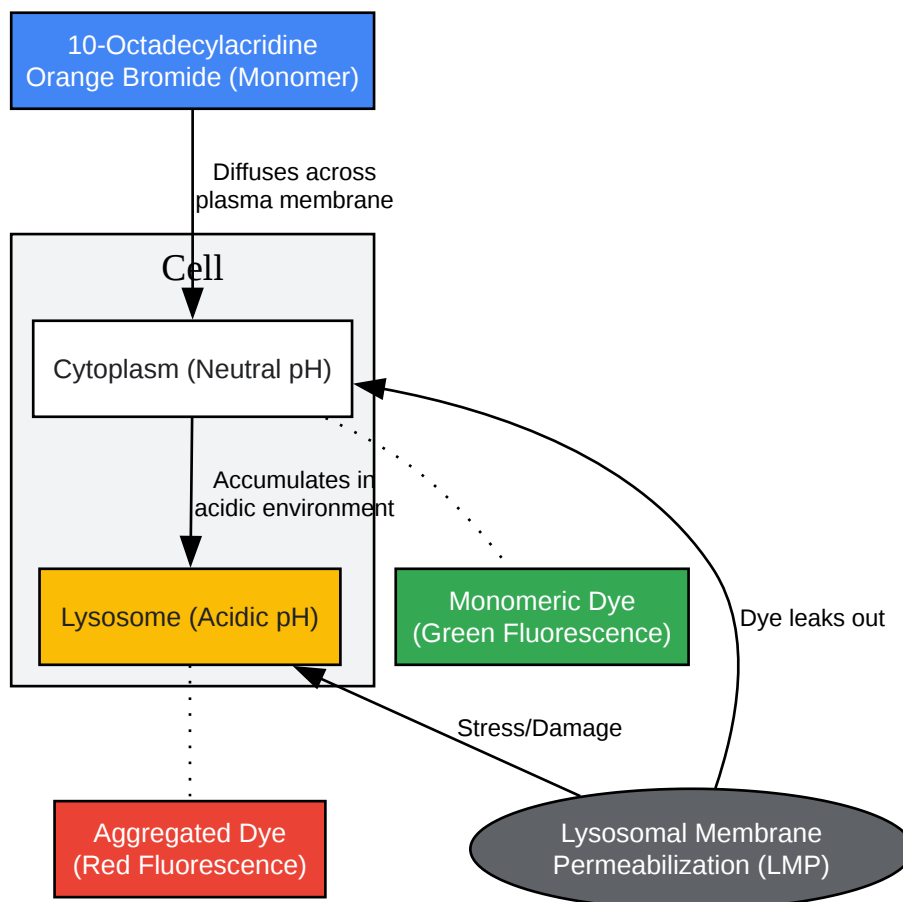 10-Octadecylacridine
Orange Bromide (Monomer)
Diffuses across
plasma membrane
Cell
Cytoplasm (Neutral pH)
Accumulates in
acidic environment
Lysosome (Acidic pH)
Monomeric Dye
(Green Fluorescence)
Dye leaks out
Stress/Damage
Aggregated Dye
(Red Fluorescence)
Lysosomal Membrane
Permeabilization (LMP)